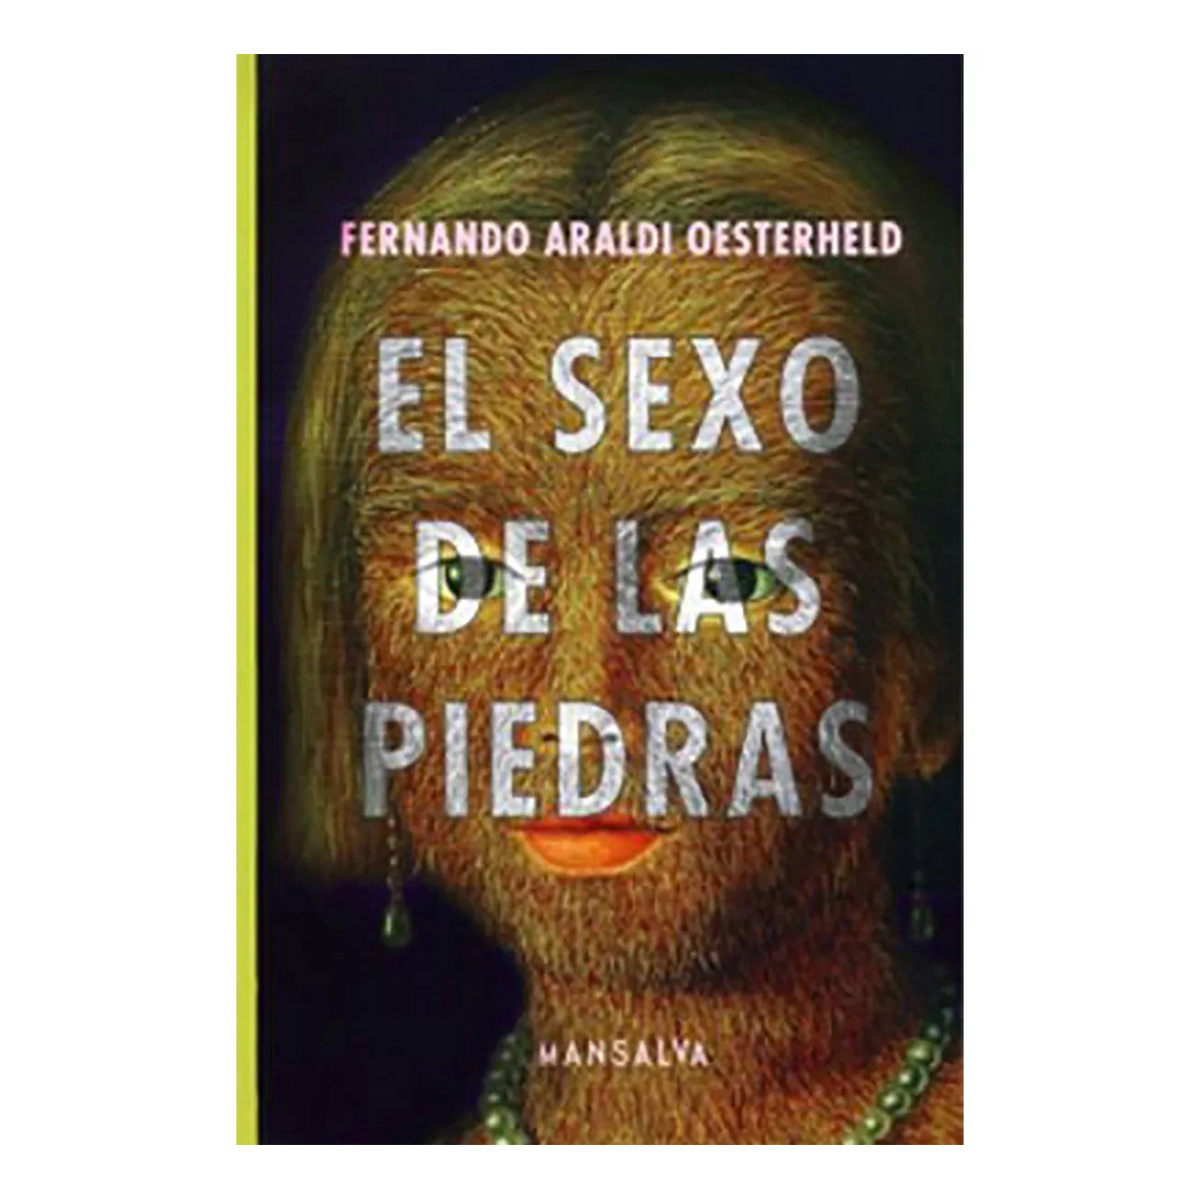 FERNANDO ARALDI OESTERHELD
EL SEXO
DE LAS
PIEDRAS
MANSALVA